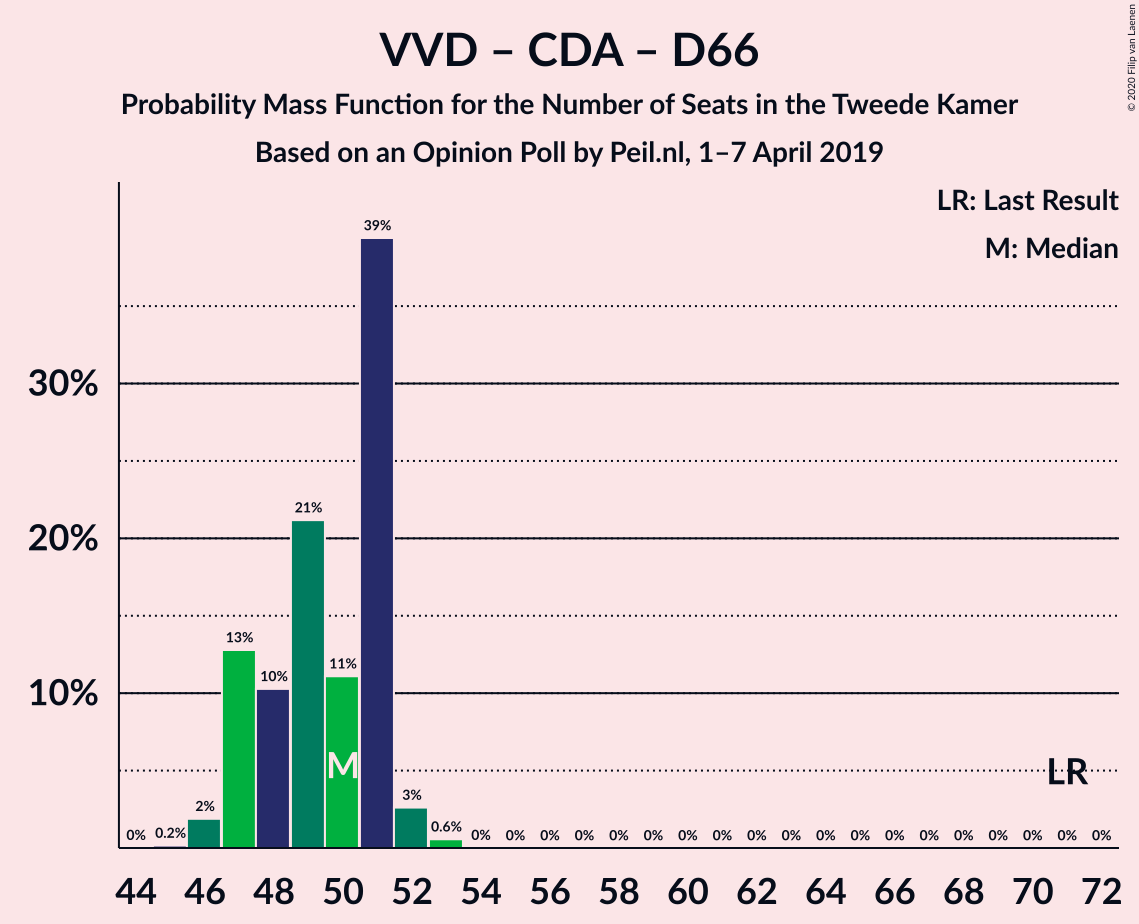 © 2020 Filip van Laenen
VVD – CDA – D66
Probability Mass Function for the Number of Seats in the Tweede Kamer
Based on an Opinion Poll by Peil.nl, 1–7 April 2019
LR: Last Result
M: Median
39%
30%
21%
20%
13%
11%
10%
10%
M
LR
0% 0.2% 2% 3% 0.6% 0% 0% 0% 0% 0% 0% 0% 0% 0% 0% 0% 0% 0% 0% 0% 0% 0% 0% 0%
44 46 48 50 52 54 56 58 60 62 64 66 68 70 72